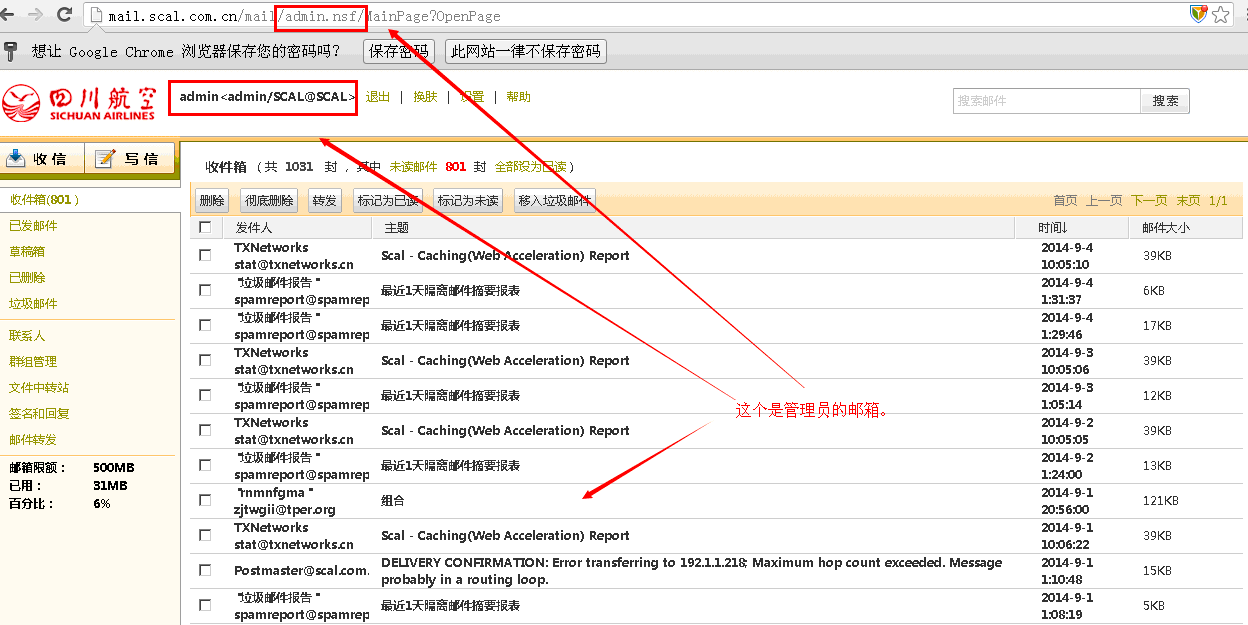 mail.scal.com.cn/mail/admin.nsf/MainPage?OpenPage
想让 Google Chrome 浏览器保存您的密码吗？ 保存密码 此网站一律不保存密码
四川航空
SICHUAN AIRLINES
admin<admin/SCAL@SCAL> 退出 | 换肤 | 设置 | 帮助
搜索邮件 搜索
收信 写信
收件箱 （共 1031 封 ，其中 未读邮件 801 封 全部设为已读）
收件箱(801 )
已发邮件
草稿箱
已删除
垃圾邮件
联系人
群组管理
文件中转站
签名和回复
邮件转发
邮箱限额： 500MB
已用： 31MB
百分比： 6%
删除 彻底删除 转发 标记为已读 标记为未读 移入垃圾邮件 首页 上一页 下一页 末页 1/1
发件人 主题 时间↓ 邮件大小
TXNetworks
stat@txnetworks.cn Scal - Caching(Web Acceleration) Report 2014-9-4
10:05:10 39KB
"垃圾邮件报告 "
spamreport@spamrep 最近1天隔离邮件摘要报表 2014-9-4
1:31:37 6KB
"垃圾邮件报告 "
spamreport@spamrep 最近1天隔离邮件摘要报表 2014-9-4
1:29:46 17KB
TXNetworks
stat@txnetworks.cn Scal - Caching(Web Acceleration) Report 2014-9-3
10:05:06 39KB
"垃圾邮件报告 "
spamreport@spamrep 最近1天隔离邮件摘要报表 2014-9-3
1:05:14 12KB
这个是管理员的邮箱。
TXNetworks
stat@txnetworks.cn Scal - Caching(Web Acceleration) Report 2014-9-2
10:05:05 39KB
"垃圾邮件报告 "
spamreport@spamrep 最近1天隔离邮件摘要报表 2014-9-2
1:24:00 13KB
"rnmnfgma "
zjtwgii@tper.org 组合 2014-9-1
20:56:00 121KB
TXNetworks
stat@txnetworks.cn Scal - Caching(Web Acceleration) Report 2014-9-1
10:06:22 39KB
Postmaster@scal.com. DELIVERY CONFIRMATION: Error transferring to 192.1.1.218; Maximum hop count exceeded. Message
probably in a routing loop. 2014-9-1
1:10:48 15KB
"垃圾邮件报告 "
spamreport@spamrep 最近1天隔离邮件摘要报表 2014-9-1
1:08:19 5KB